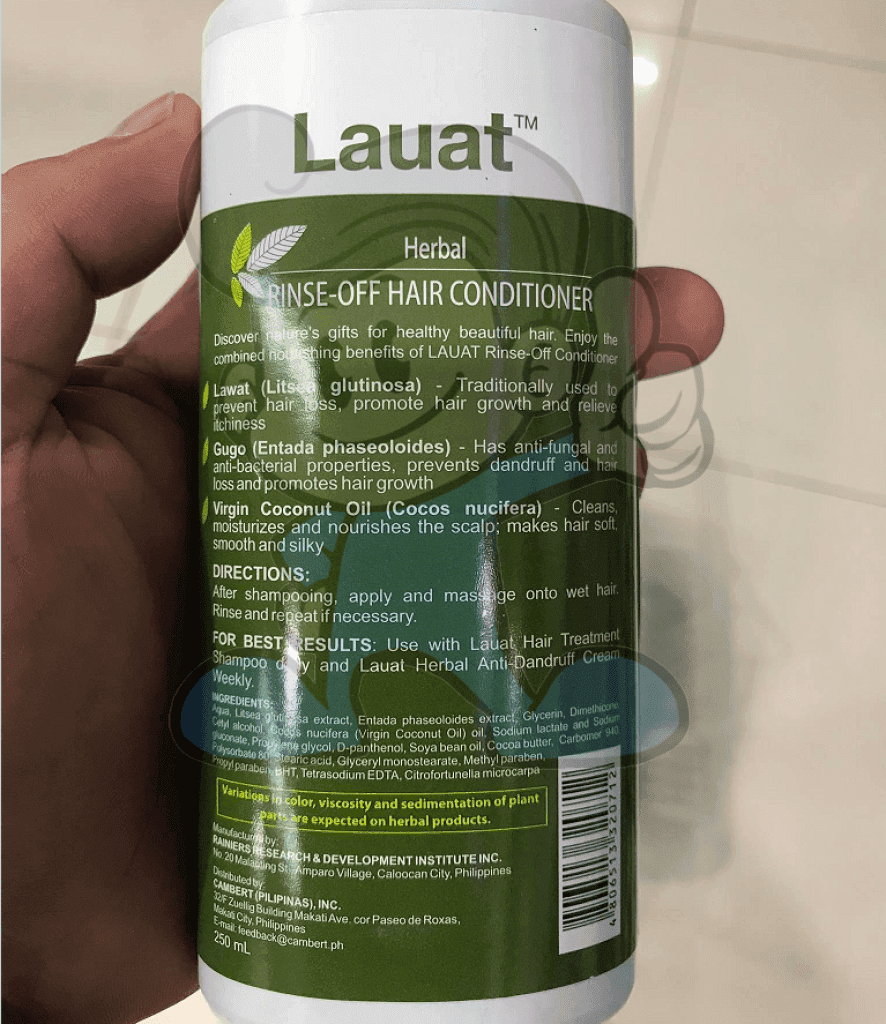 Lauat™
Herbal
RINSE-OFF HAIR CONDITIONER
Discover nature's gifts for healthy beautiful hair. Enjoy the
combined nourishing benefits of LAUAT Rinse-Off Conditioner
Lawat (Litsea glutinosa) - Traditionally used to
prevent hair loss, promote hair growth and relieve
itchiness
Gugo (Entada phaseoloides) - Has anti-fungal and
anti-bacterial properties, prevents dandruff and hair
loss and promotes hair growth
Virgin Coconut Oil (Cocos nucifera) - Cleans,
moisturizes and nourishes the scalp; makes hair soft,
smooth and silky
DIRECTIONS:
After shampooing, apply and massage onto wet hair.
Rinse and repeat if necessary.
FOR BEST RESULTS: Use with Lauat Hair Treatment
Shampoo daily and Lauat Herbal Anti-Dandruff Cream
Weekly.
INGREDIENTS:
Aqua, Litsea glutinosa extract, Entada phaseoloides extract, Glycerin, Dimethicone,
Cetyl alcohol, Cocos nucifera (Virgin Coconut Oil) oil, Sodium lactate and Sodium
gluconate, Propylene glycol, D-panthenol, Soya bean oil, Cocoa butter, Carbomer 940,
Polysorbate 80, Stearic acid, Glyceryl monostearate, Methyl paraben,
Propyl paraben, BHT, Tetrasodium EDTA, Citrofortunella microcarpa
Variations in color, viscosity and sedimentation of plant
parts are expected on herbal products.
Manufactured by:
RAINIERS RESEARCH & DEVELOPMENT INSTITUTE INC.
No. 20 Malinting St., Amparo Village, Caloocan City, Philippines
Distributed by:
CAMBERT (PILIPINAS), INC.
32/F Zuellig Building Makati Ave. cor Paseo de Roxas,
Makati City, Philippines
E-mail: feedback@cambert.ph
250 mL
4 806513 320712